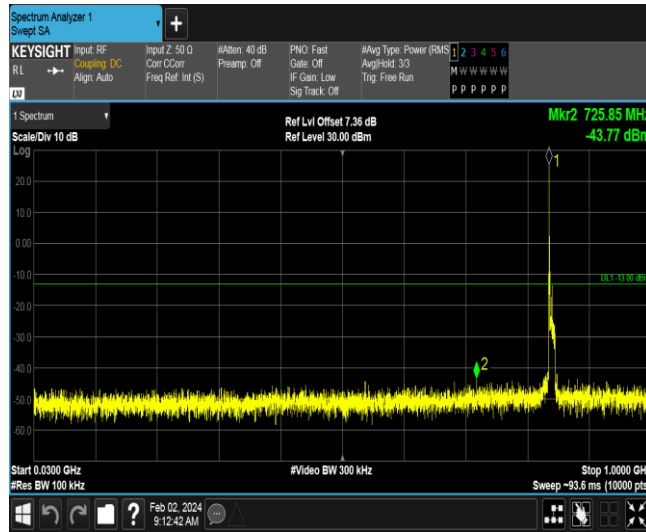 Spectrum Analyzer 1
Swept SA
+
KEYSIGHT Input: RF Input Z: 50 Ω #Atten: 40 dB PNO: Fast #Avg Type: Power (RMS 1 2 3 4 5 6
RL Coupling: DC Corr CCorr Preamp: Off Gate: Off Avg|Hold: 3/3 M W W W W W
Align: Auto Freq Ref: Int (S) IF Gain: Low Trig: Free Run
LXI Sig Track: Off P P P P P P
1 Spectrum Ref Lvl Offset 7.36 dB Mkr2 725.85 MHz
Scale/Div 10 dB Ref Level 30.00 dBm -43.77 dBm
Log
1
20.0
10.0
0.00
-10.0 DL1 -13.00 dBm
-20.0
-30.0
-40.0
2
-50.0
-60.0
Start 0.0300 GHz #Video BW 300 kHz Stop 1.0000 GH
#Res BW 100 kHz Sweep ~93.6 ms (10000 pts
? Feb 02, 2024
9:12:42 AM